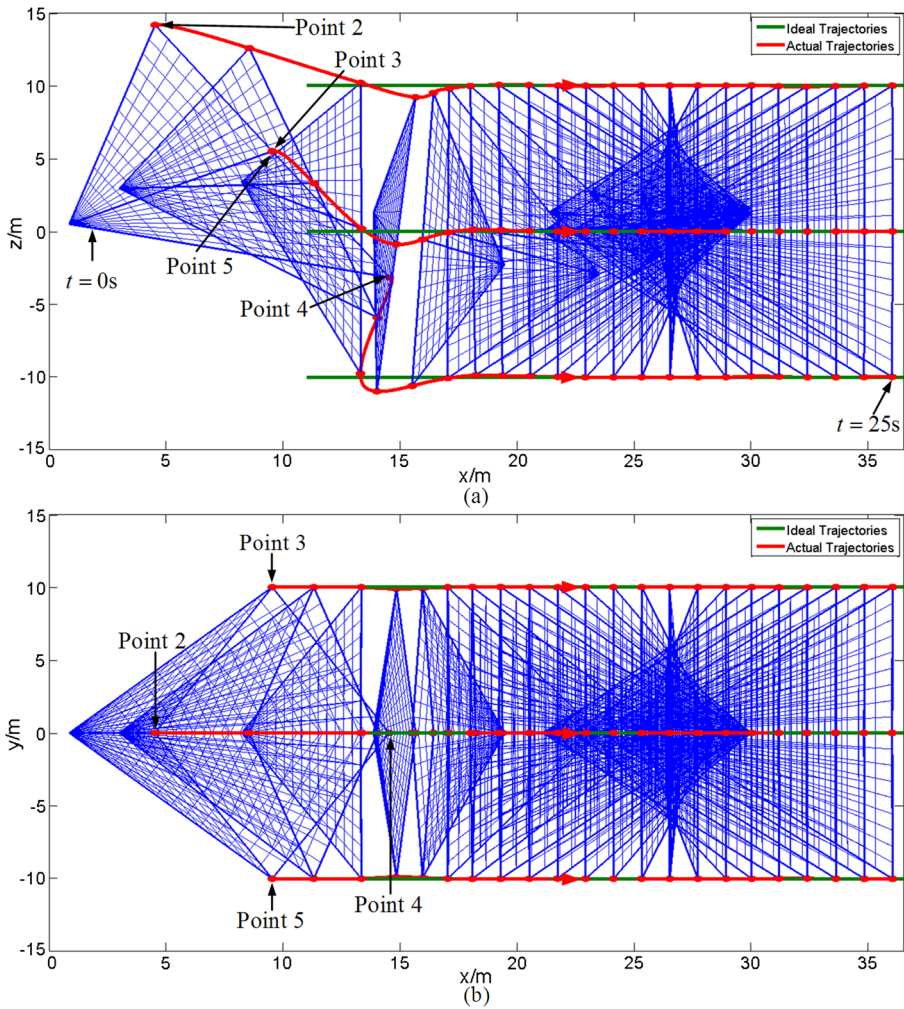 15
10
5
0
-5
-10
-15
z/m
Point 2
Point 3
Point 5
Point 4
t = 0s
t = 25s
Ideal Trajectories
Actual Trajectories
0 5 10 15 20 25 30 35
x/m
(a)
15
10
5
0
-5
-10
-15
y/m
Point 3
Point 2
Point 5
Point 4
Ideal Trajectories
Actual Trajectories
0 5 10 15 20 25 30 35
x/m
(b)